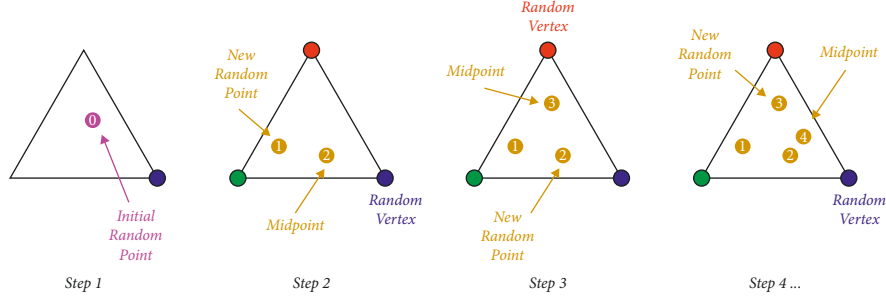 0
Initial
Random
Point
Step 1
New
Random
Point
1
2
Midpoint
Random
Vertex
Step 2
Random
Vertex
Midpoint
3
1
2
New
Random
Point
Step 3
New
Random
Point
Midpoint
3
4
1
2
Random
Vertex
Step 4 ...